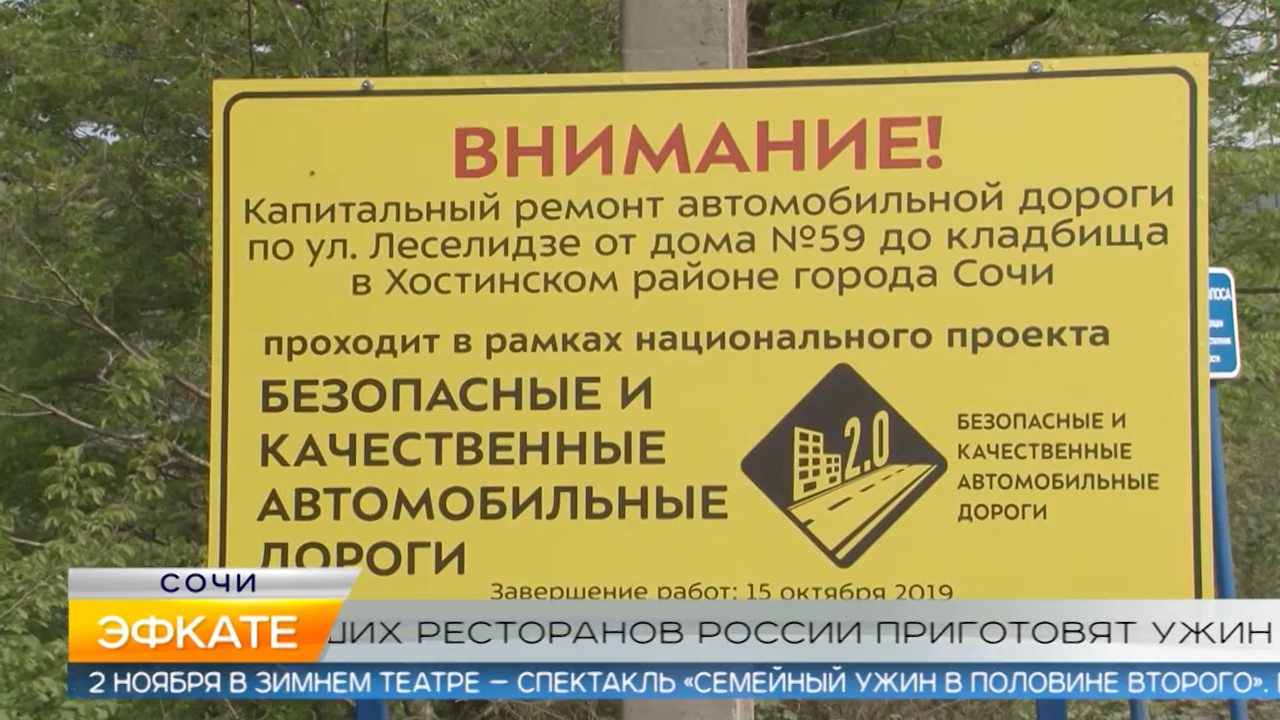 ВНИМАНИЕ!
Капитальный ремонт автомобильной дороги
по ул. Леселидзе от дома №59 до кладбища
в Хостинском районе города Сочи
проходит в рамках национального проекта
БЕЗОПАСНЫЕ И
КАЧЕСТВЕННЫЕ
АВТОМОБИЛЬНЫЕ
ДОРОГИ
2.0
БЕЗОПАСНЫЕ И
КАЧЕСТВЕННЫЕ
АВТОМОБИЛЬНЫЕ
ДОРОГИ
Завершение работ: 15 октября 2019
СОЧИ
ЭФКАТЕ
ШИХ РЕСТОРАНОВ РОССИИ ПРИГОТОВЯТ УЖИН
2 НОЯБРЯ В ЗИМНЕМ ТЕАТРЕ – СПЕКТАКЛЬ «СЕМЕЙНЫЙ УЖИН В ПОЛОВИНЕ ВТОРОГО».